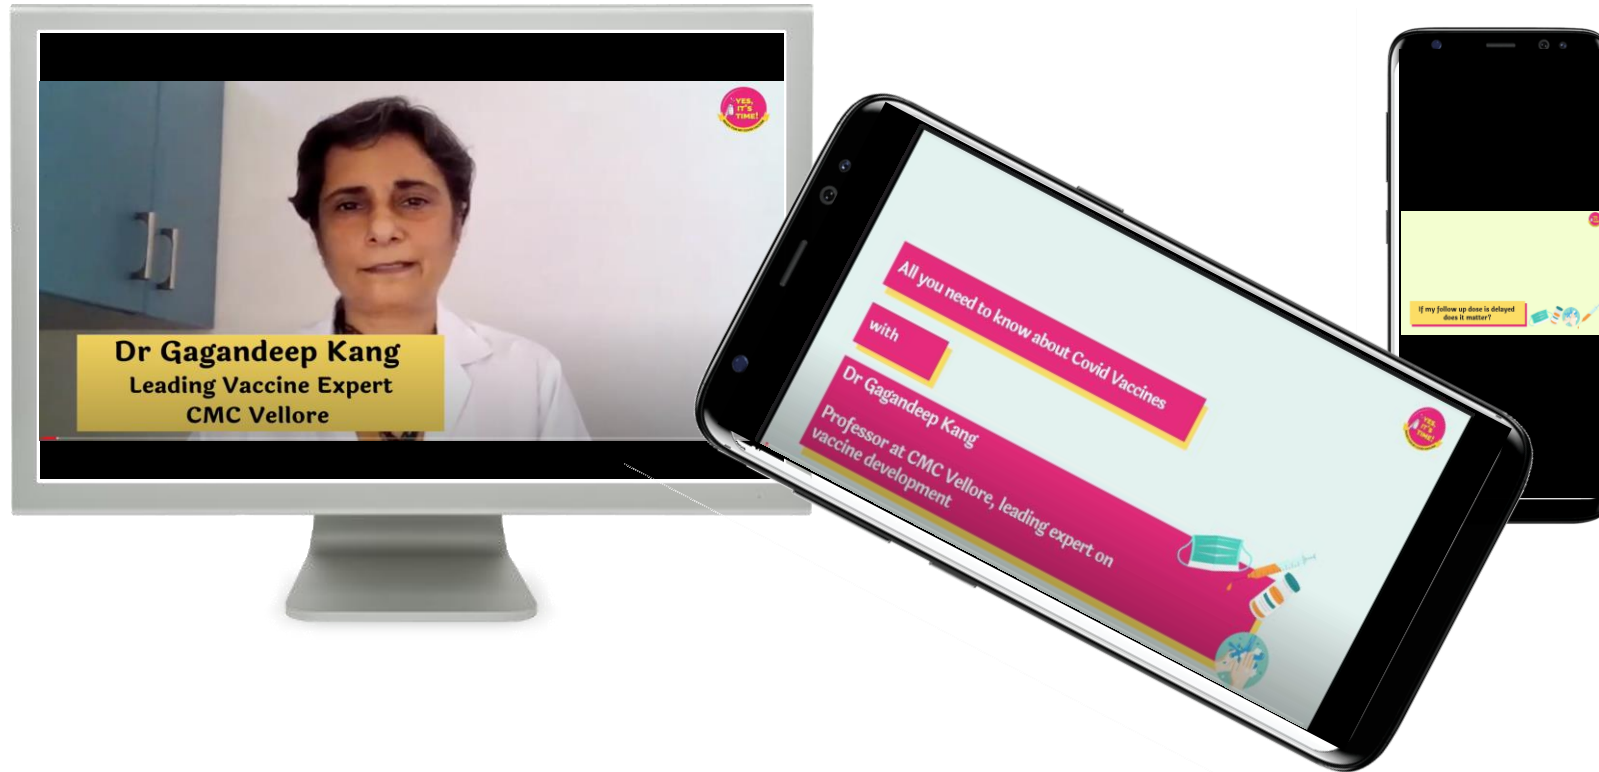 YES,
IT'S
TIME!
Dr Gagandeep Kang
Leading Vaccine Expert
CMC Vellore
All you need to know about Covid Vaccines
with
Dr Gagandeep Kang
Professor at CMC Vellore, leading expert on
vaccine development
YES,
IT'S
TIME!
If my follow up dose is delayed
does it matter?